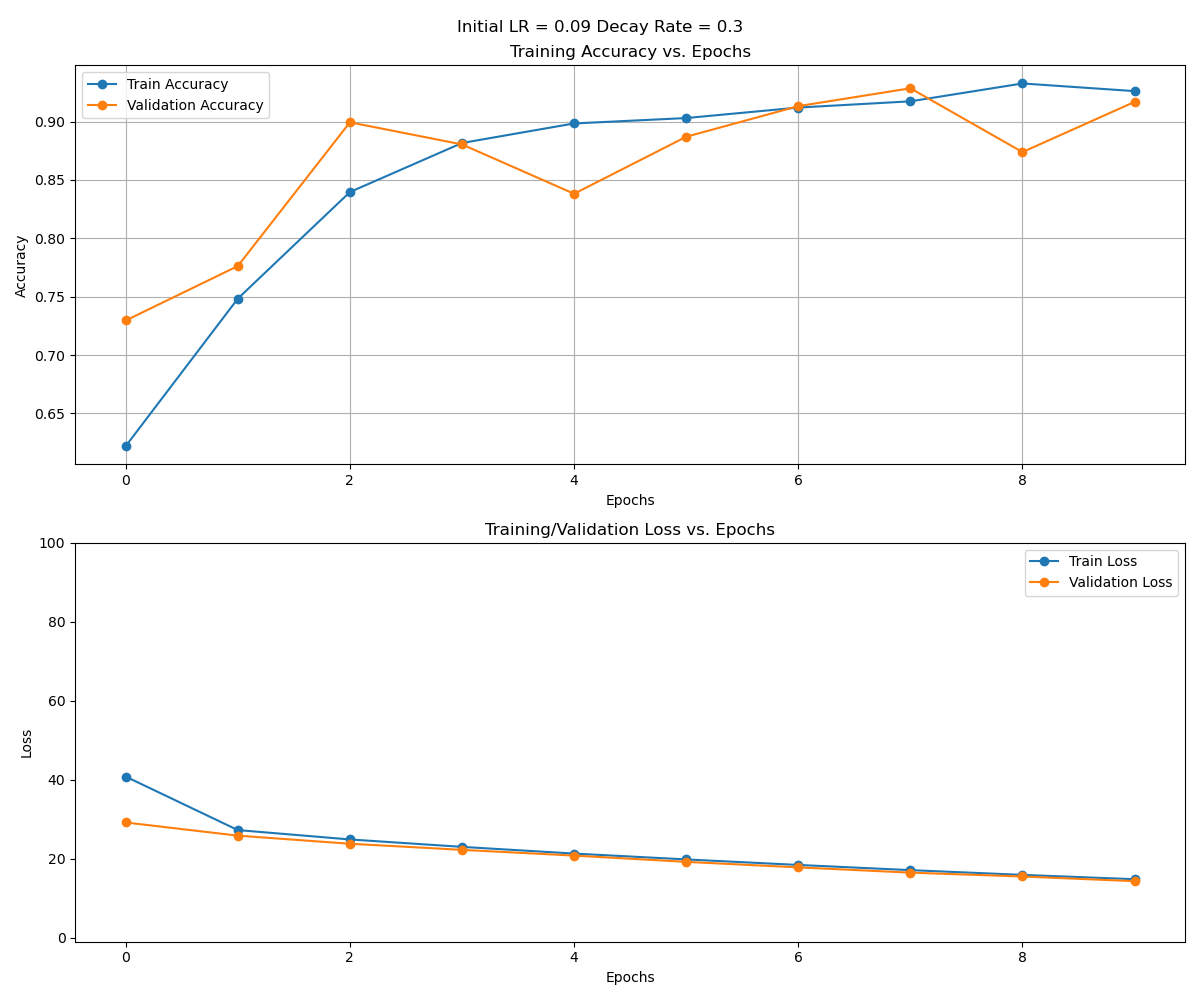 Initial LR = 0.09 Decay Rate = 0.3
Training Accuracy vs. Epochs
Train Accuracy
Validation Accuracy
0.90
0.85
0.80
0.75
0.70
0.65
Accuracy
0 2 4 6 8
Epochs
Training/Validation Loss vs. Epochs
Train Loss
Validation Loss
100
80
60
40
20
0
Loss
0 2 4 6 8
Epochs